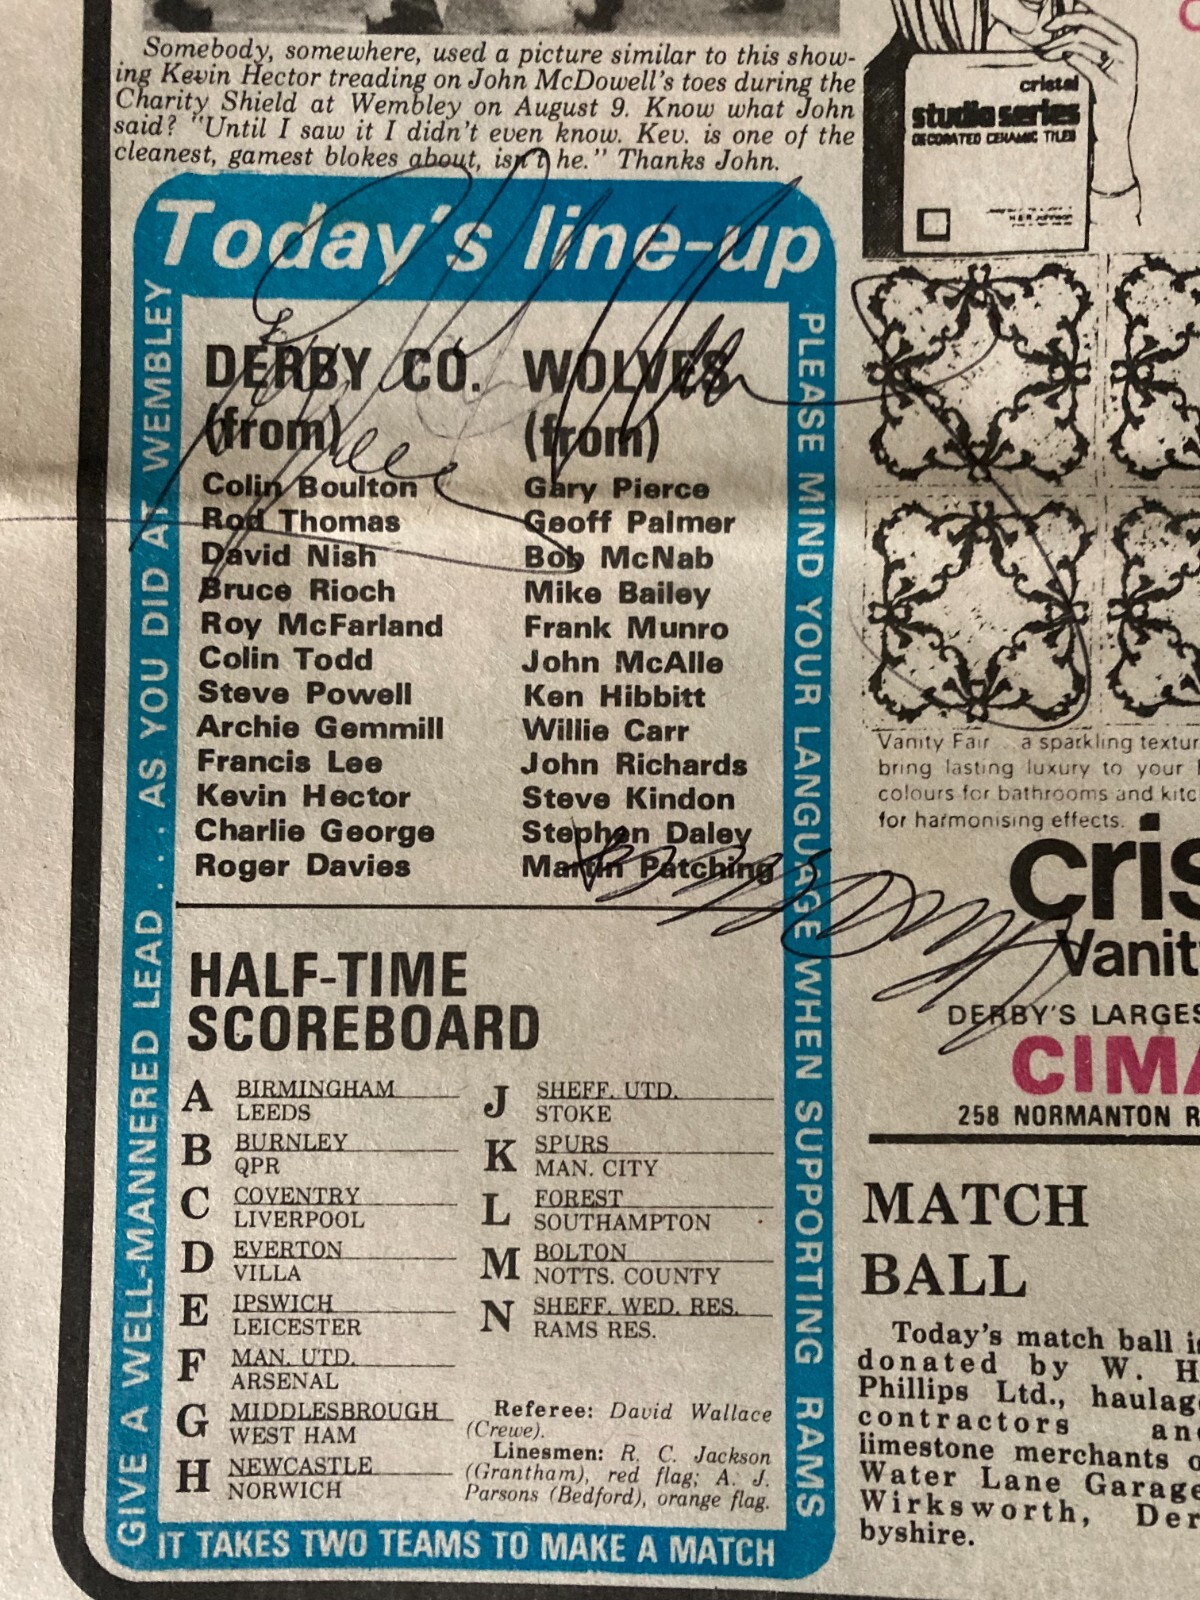 Somebody, somewhere, used a picture similar to this show-
ing Kevin Hector treading on John McDowell's toes during the
Charity Shield at Wembley on August 9. Know what John
said? "Until I saw it I didn't even know. Kev. is one of the
cleanest, gamest blokes about, isn't he." Thanks John.
Today's line-up
DERBY CO.
(from)
Colin Boulton
Rod Thomas
David Nish
Bruce Rioch
Roy McFarland
Colin Todd
Steve Powell
Archie Gemmill
Francis Lee
Kevin Hector
Charlie George
Roger Davies
WOLVES
(from)
Gary Pierce
Geoff Palmer
Bob McNab
Mike Bailey
Frank Munro
John McAlle
Ken Hibbitt
Willie Carr
John Richards
Steve Kindon
Stephen Daley
Martin Patching
HALF-TIME
SCOREBOARD
A BIRMINGHAM
LEEDS
B BURNLEY
QPR
C COVENTRY
LIVERPOOL
D EVERTON
VILLA
E IPSWICH
LEICESTER
F MAN. UTD.
ARSENAL
G MIDDLESBROUGH
WEST HAM
H NEWCASTLE
NORWICH
J SHEFF. UTD.
STOKE
K SPURS
MAN. CITY
L FOREST
SOUTHAMPTON
M BOLTON
NOTTS. COUNTY
N SHEFF. WED. RES.
RAMS RES.
Referee: David Wallace
(Crewe).
Linesmen: R. C. Jackson
(Grantham), red flag; A. J.
Parsons (Bedford), orange flag.
GIVE A WELL-MANNERED LEAD . . . AS YOU DID AT WEMBLEY
PLEASE MIND YOUR LANGUAGE WHEN SUPPORTING RAMS
IT TAKES TWO TEAMS TO MAKE A MATCH
cristal
studio series
DECORATED CERAMIC TILES
H & R Johnson
Vanity Fair . . a sparkling textur
bring lasting luxury to your
colours for bathrooms and kitc
for harmonising effects.
cris
Vanit
DERBY'S LARGES
CIMA
258 NORMANTON R
MATCH
BALL
Today's match ball is
donated by W. H.
Phillips Ltd., haulage
contractors and
limestone merchants o
Water Lane Garage
Wirksworth, Der
byshire.